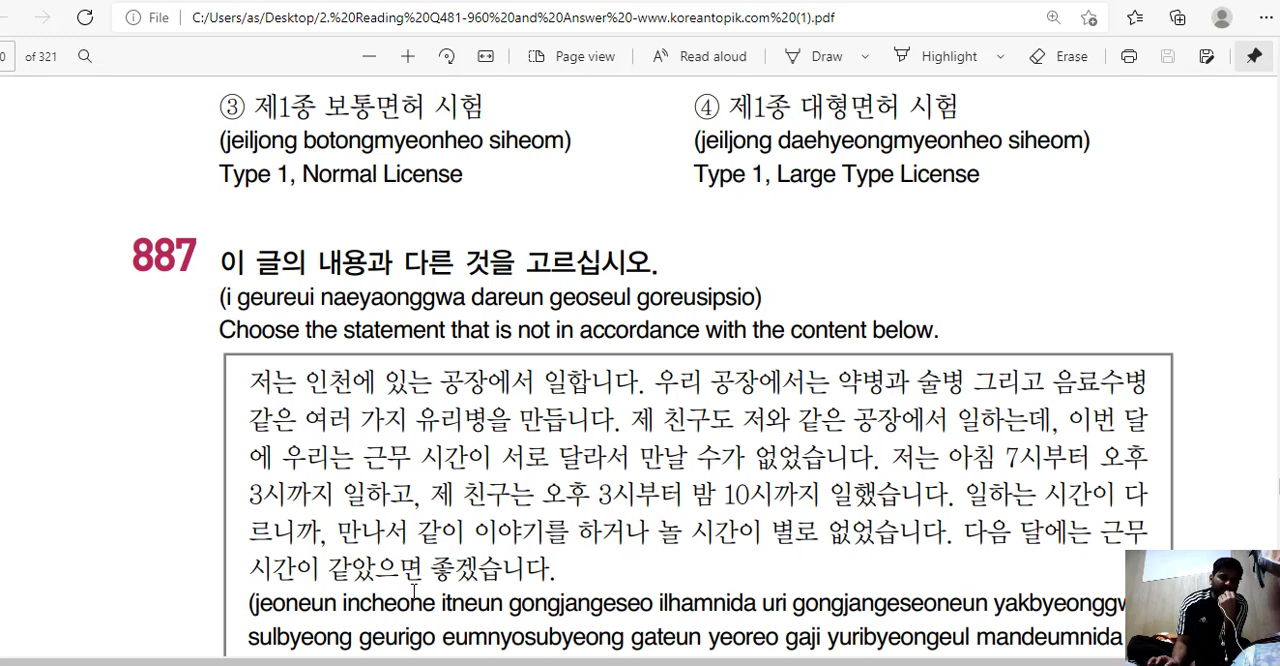 File C:/Users/as/Desktop/2.%20Reading%20Q481-960%20and%20Answer%20-www.koreantopik.com%20(1).pdf
0 of 321 Page view Read aloud Draw Highlight Erase
③ 제1종 보통면허 시험 ④ 제1종 대형면허 시험
(jeiljong botongmyeonheo siheom) (jeiljong daehyeongmyeonheo siheom)
Type 1, Normal License Type 1, Large Type License
887 이 글의 내용과 다른 것을 고르십시오.
(i geureui naeyaonggwa dareun geoseul goreusipsio)
Choose the statement that is not in accordance with the content below.
저는 인천에 있는 공장에서 일합니다. 우리 공장에서는 약병과 술병 그리고 음료수병
같은 여러 가지 유리병을 만듭니다. 제 친구도 저와 같은 공장에서 일하는데, 이번 달
에 우리는 근무 시간이 서로 달라서 만날 수가 없었습니다. 저는 아침 7시부터 오후
3시까지 일하고, 제 친구는 오후 3시부터 밤 10시까지 일했습니다. 일하는 시간이 다
르니까, 만나서 같이 이야기를 하거나 놀 시간이 별로 없었습니다. 다음 달에는 근무
시간이 같았으면 좋겠습니다.
(jeoneun incheone itneun gongjangeseo ilhamnida uri gongjangeseoneun yakbyeonggw
sulbyeong geurigo eumnyosubyeong gateun yeoreo gaji yuribyeongeul mandeumnida